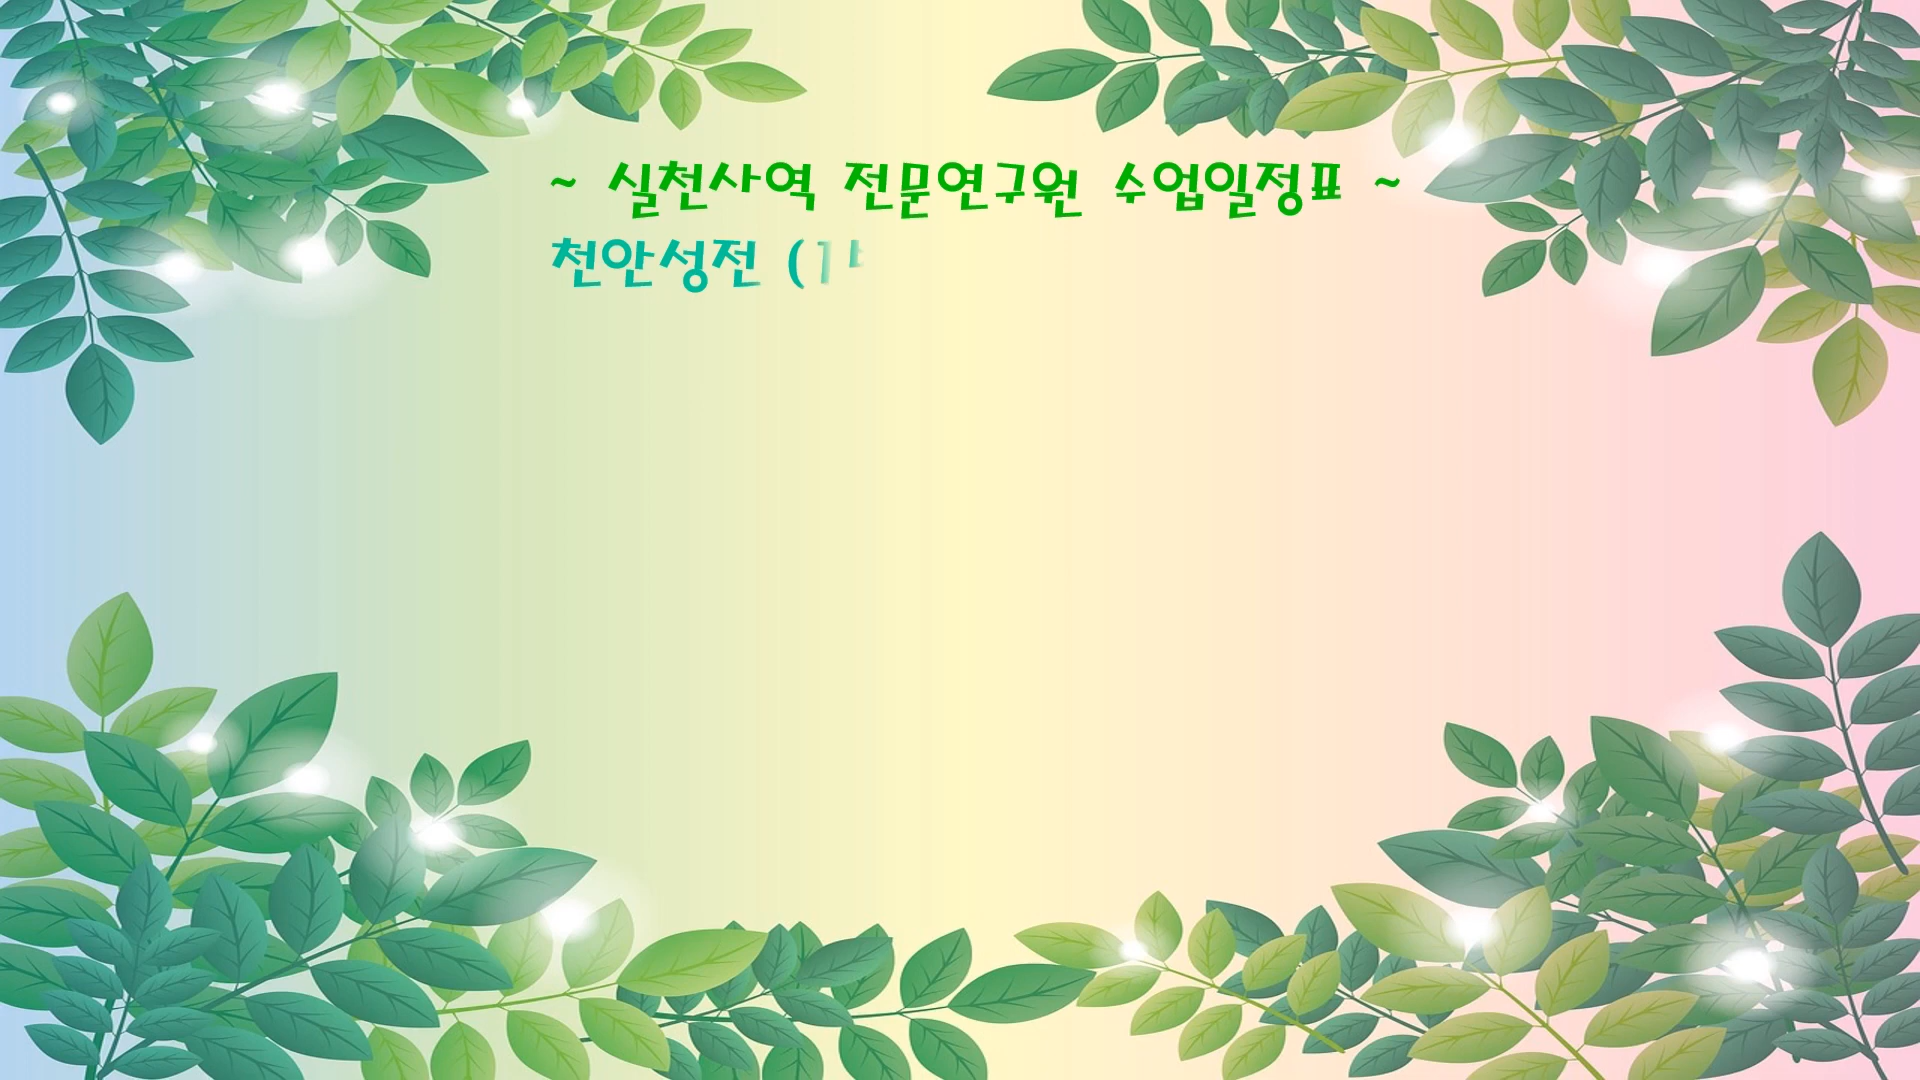 ~ 실천사역 전문연구원 수업일정표 ~
천안성전